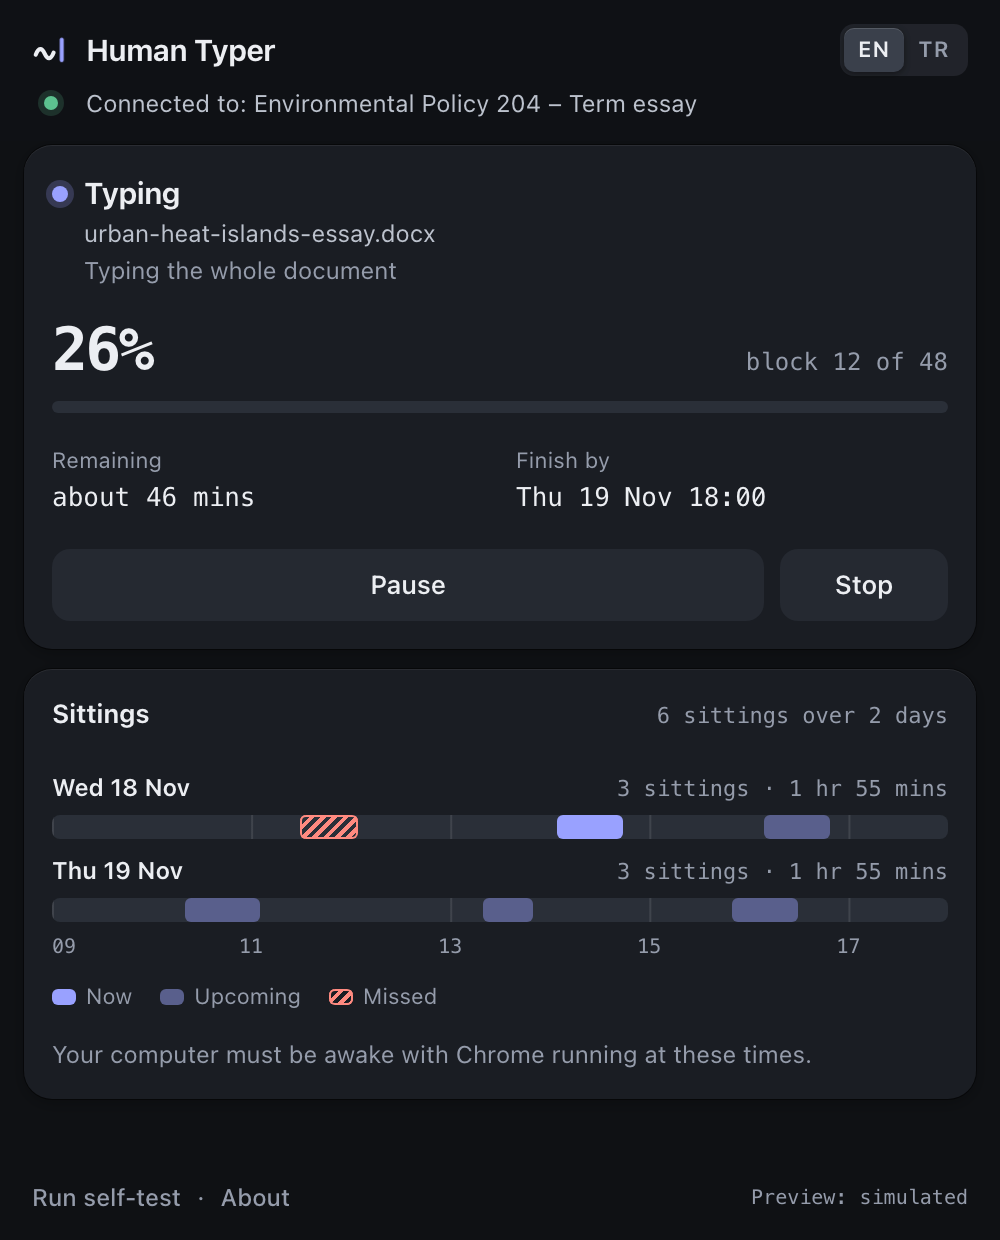 Human Typer
EN TR
Connected to: Environmental Policy 204 – Term essay
Typing
urban-heat-islands-essay.docx
Typing the whole document
26%
block 12 of 48
Remaining
about 46 mins
Finish by
Thu 19 Nov 18:00
Pause
Stop
Sittings
6 sittings over 2 days
Wed 18 Nov
3 sittings · 1 hr 55 mins
Thu 19 Nov
3 sittings · 1 hr 55 mins
09 11 13 15 17
Now Upcoming Missed
Your computer must be awake with Chrome running at these times.
Run self-test · About
Preview: simulated